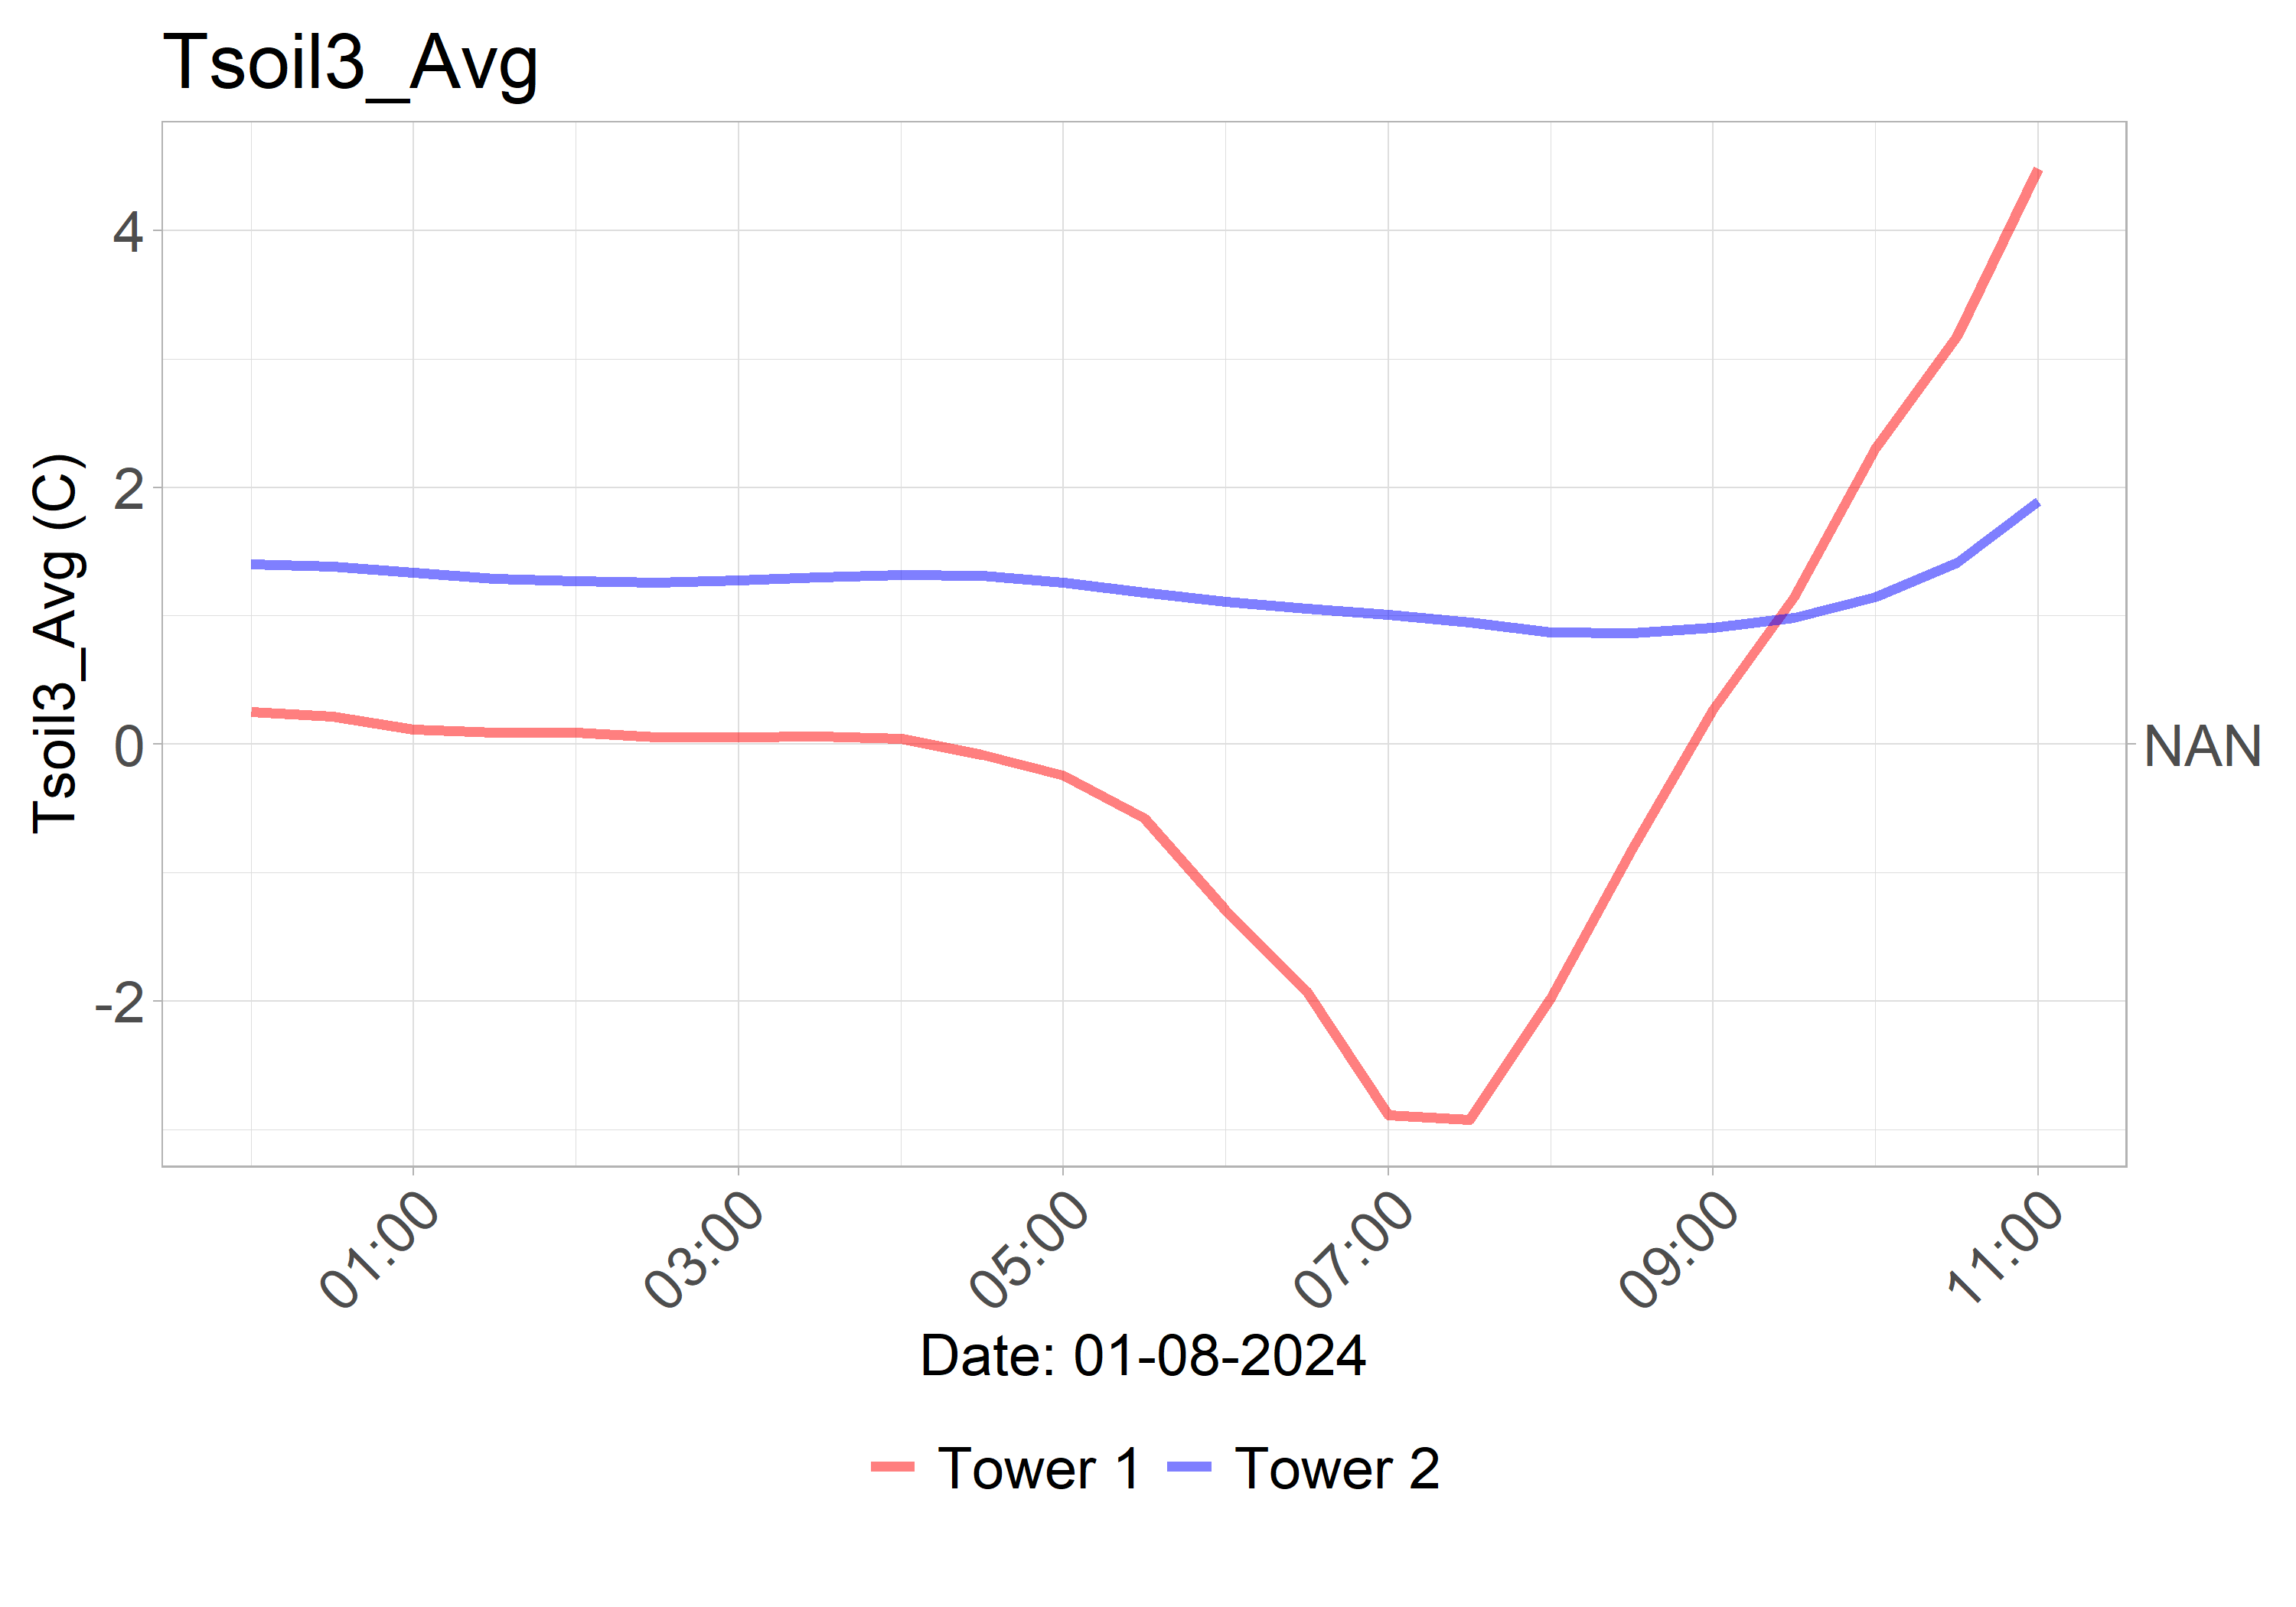 Tsoil3_Avg
Tsoil3_Avg (C)
4
2
0
-2
NAN
01:00
03:00
05:00
07:00
09:00
11:00
Date: 01-08-2024
Tower 1
Tower 2